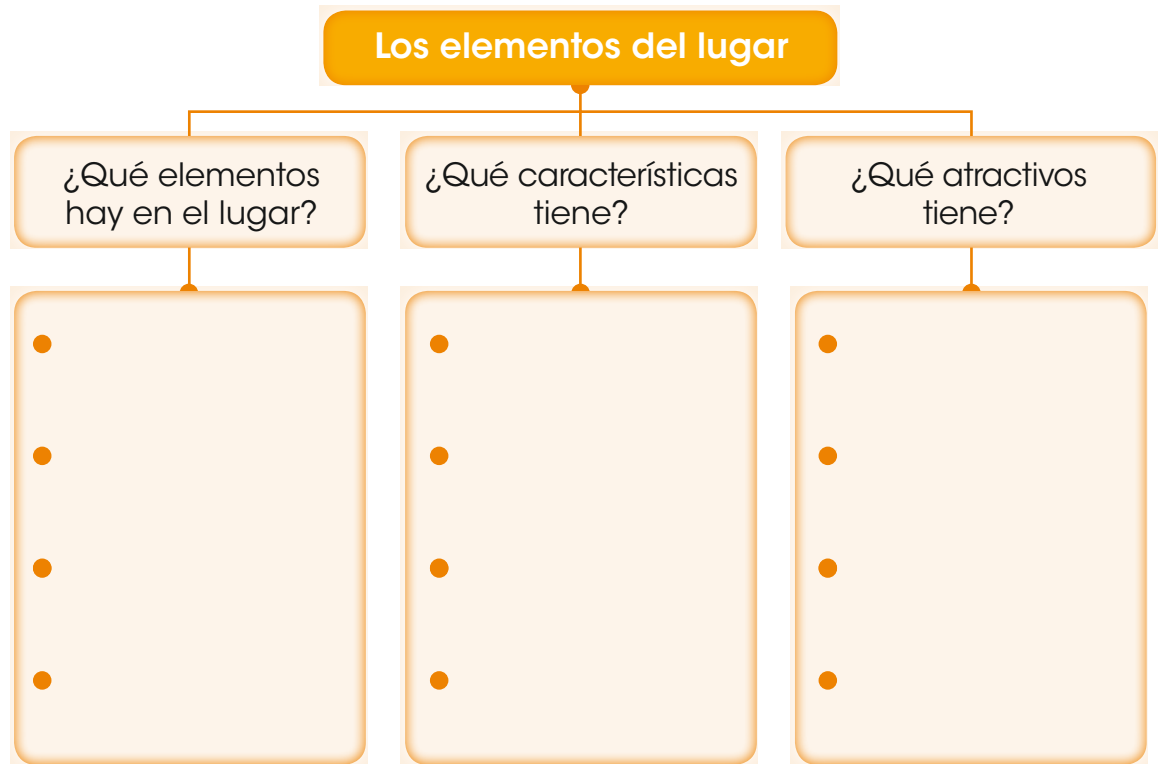 Los elementos del lugar
¿Qué elementos
hay en el lugar?
¿Qué características
tiene?
¿Qué atractivos
tiene?